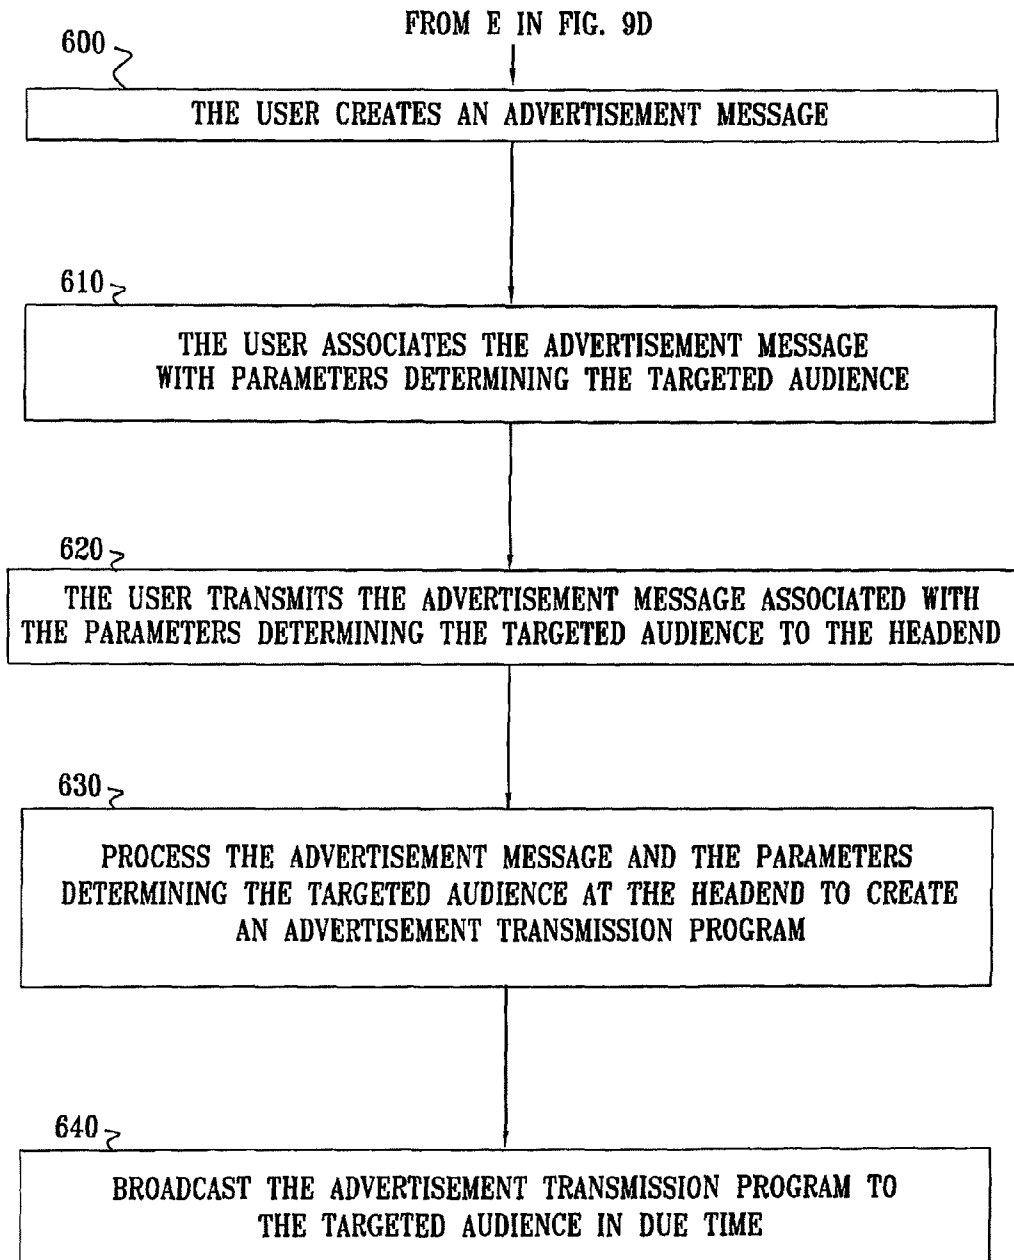 FROM E IN FIG. 9D
600
THE USER CREATES AN ADVERTISEMENT MESSAGE
610
THE USER ASSOCIATES THE ADVERTISEMENT MESSAGE
WITH PARAMETERS DETERMINING THE TARGETED AUDIENCE
620
THE USER TRANSMITS THE ADVERTISEMENT MESSAGE ASSOCIATED WITH
THE PARAMETERS DETERMINING THE TARGETED AUDIENCE TO THE HEADEND
630
PROCESS THE ADVERTISEMENT MESSAGE AND THE PARAMETERS
DETERMINING THE TARGETED AUDIENCE AT THE HEADEND TO CREATE
AN ADVERTISEMENT TRANSMISSION PROGRAM
640
BROADCAST THE ADVERTISEMENT TRANSMISSION PROGRAM TO
THE TARGETED AUDIENCE IN DUE TIME